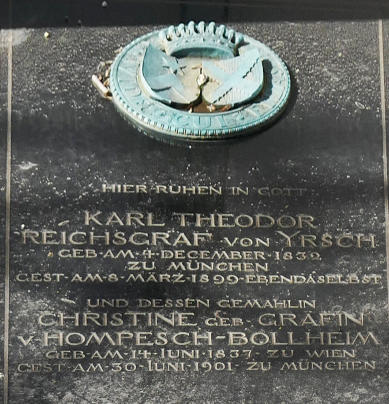 HIER RUHEN IN GOTT
KARL THEODOR
REICHSGRAF VON YRSCH
GEB·AM·4·DECEMBER·1832
ZU MÜNCHEN
GEST·AM·8·MÄRZ·1899·EBENDASELBST
UND DESSEN GEMAHLIN
CHRISTINE GEB. GRÄFIN
V·HOMPESCH-BOLLHEIM
GEB·AM·14·IUNI·1837·ZU WIEN
GEST·AM·30·IUNI·1901·ZU MÜNCHEN